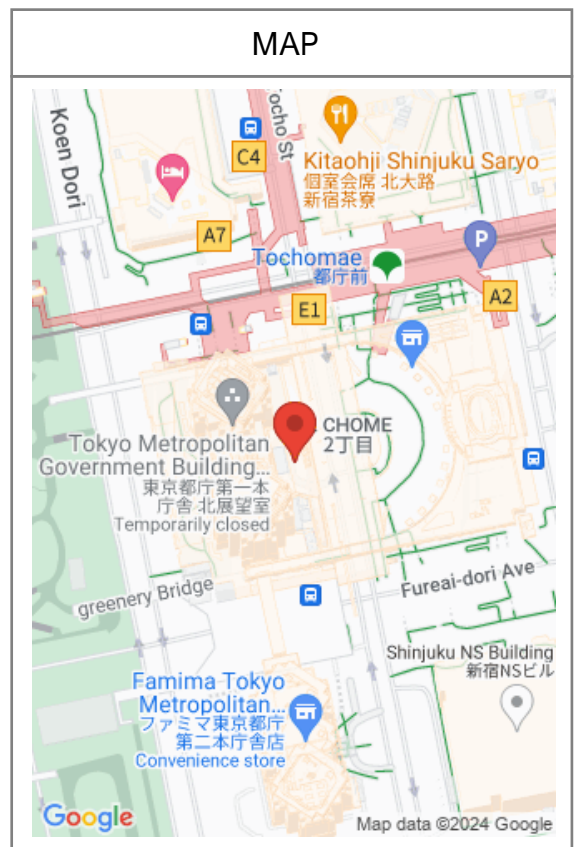 MAP
Koen Dori
ocho St
C4
Kitaohji Shinjuku Saryo
個室会席 北大路
新宿茶寮
A7
P
Tochomae
都庁前
E1
A2
CHOME
2丁目
Tokyo Metropolitan
Government Building...
東京都庁第一本
庁舎 北展望室
Temporarily closed
Fureai-dori Ave
greenery Bridge
Shinjuku NS Building
新宿NSビル
Famima Tokyo
Metropolitan...
ファミマ東京都庁
第二本庁舎店
Convenience store
Google
Map data ©2024 Google